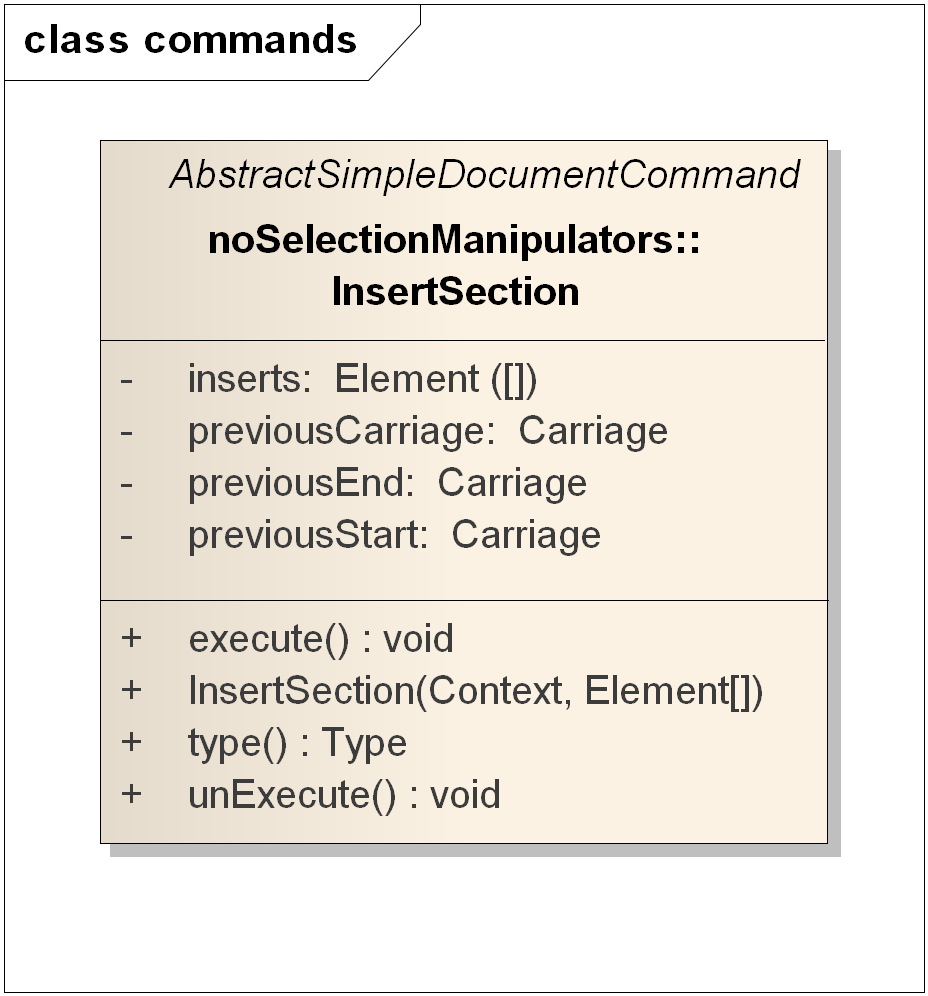 class commands
AbstractSimpleDocumentCommand
noSelectionManipulators::
InsertSection
- inserts: Element ([])
- previousCarriage: Carriage
- previousEnd: Carriage
- previousStart: Carriage
+ execute() : void
+ InsertSection(Context, Element[])
+ type() : Type
+ unExecute() : void